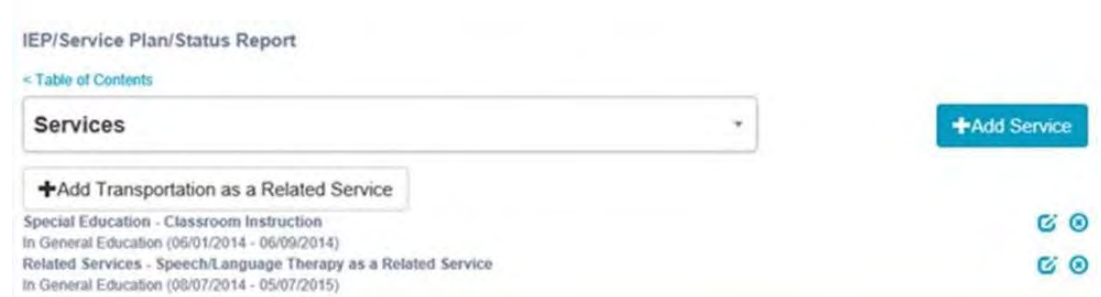 IEP/Service Plan/Status Report
< Table of Contents
Services
+Add Service
+Add Transportation as a Related Service
Special Education - Classroom Instruction
In General Education (06/01/2014 - 06/09/2014)
Related Services - Speech/Language Therapy as a Related Service
In General Education (08/07/2014 - 05/07/2015)